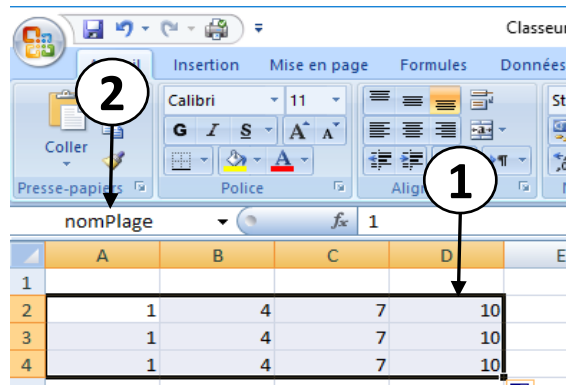 Classeur
Insertion Mise en page Formules Données
2
Calibri 11 St
Coller G I S A A A
Presse-papiers Police Alig
1
nomPlage fx 1
A B C D E
1
2 1 4 7 10
3 1 4 7 10
4 1 4 7 10